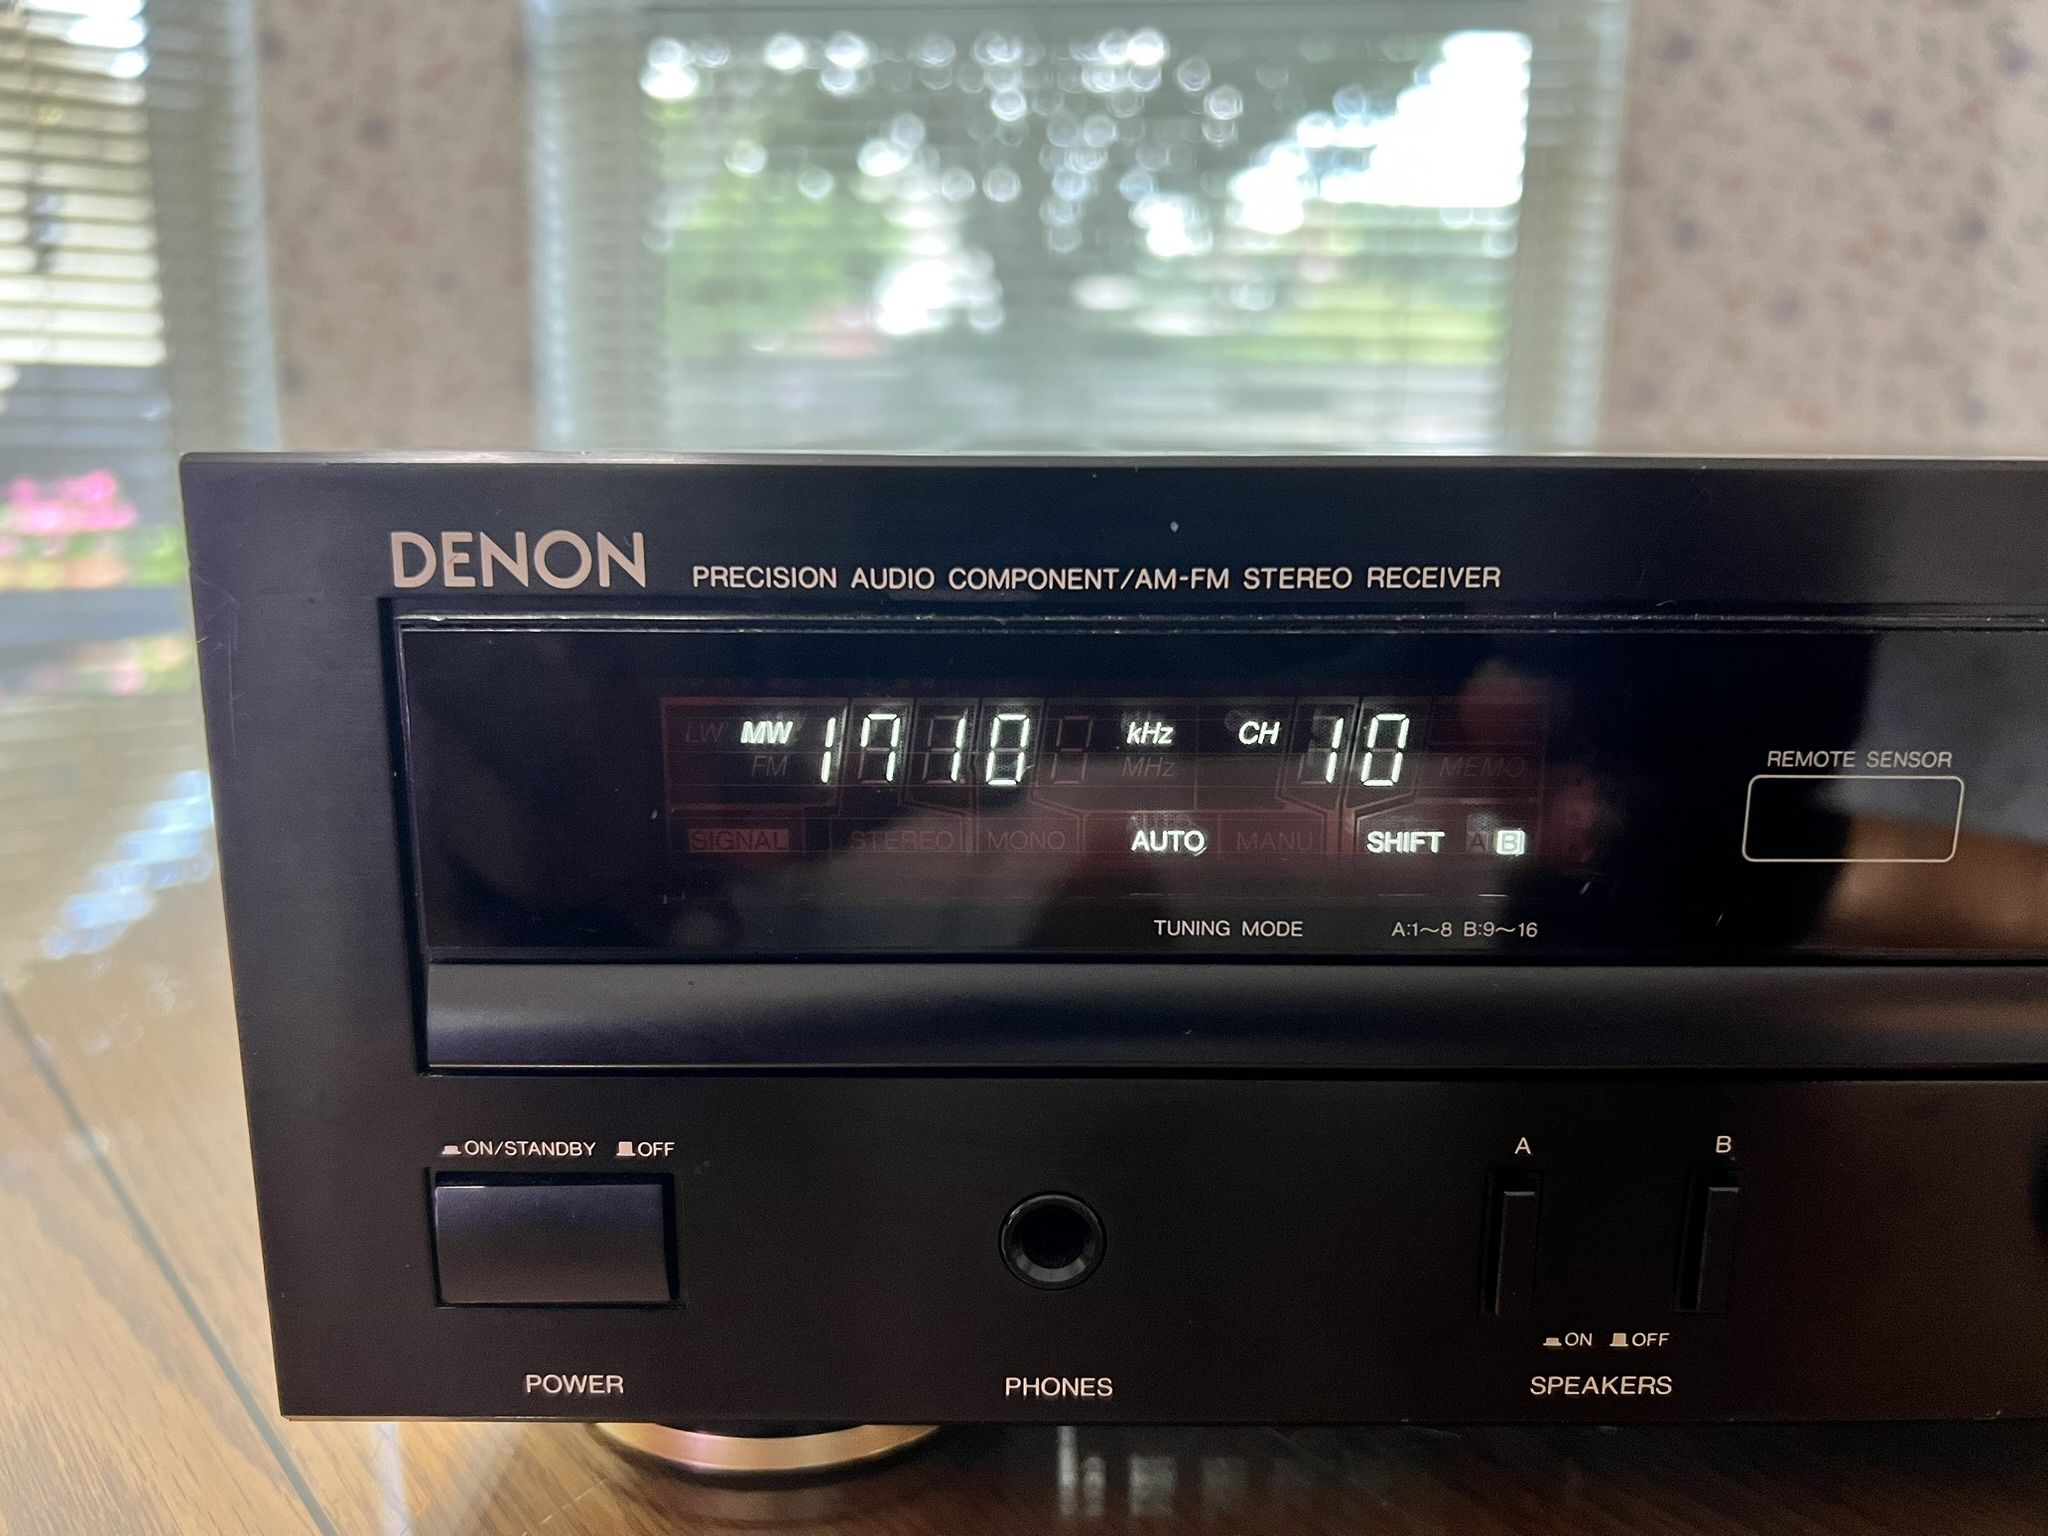 DENON PRECISION AUDIO COMPONENT/AM-FM STEREO RECEIVER
LW MW 1710 kHz CH 10
FM MHz MEMO
SIGNAL STEREO MONO AUTO MANU SHIFT A B
TUNING MODE A:1~8 B:9~16
REMOTE SENSOR
ON/STANDBY OFF
POWER
PHONES
A B
ON OFF
SPEAKERS